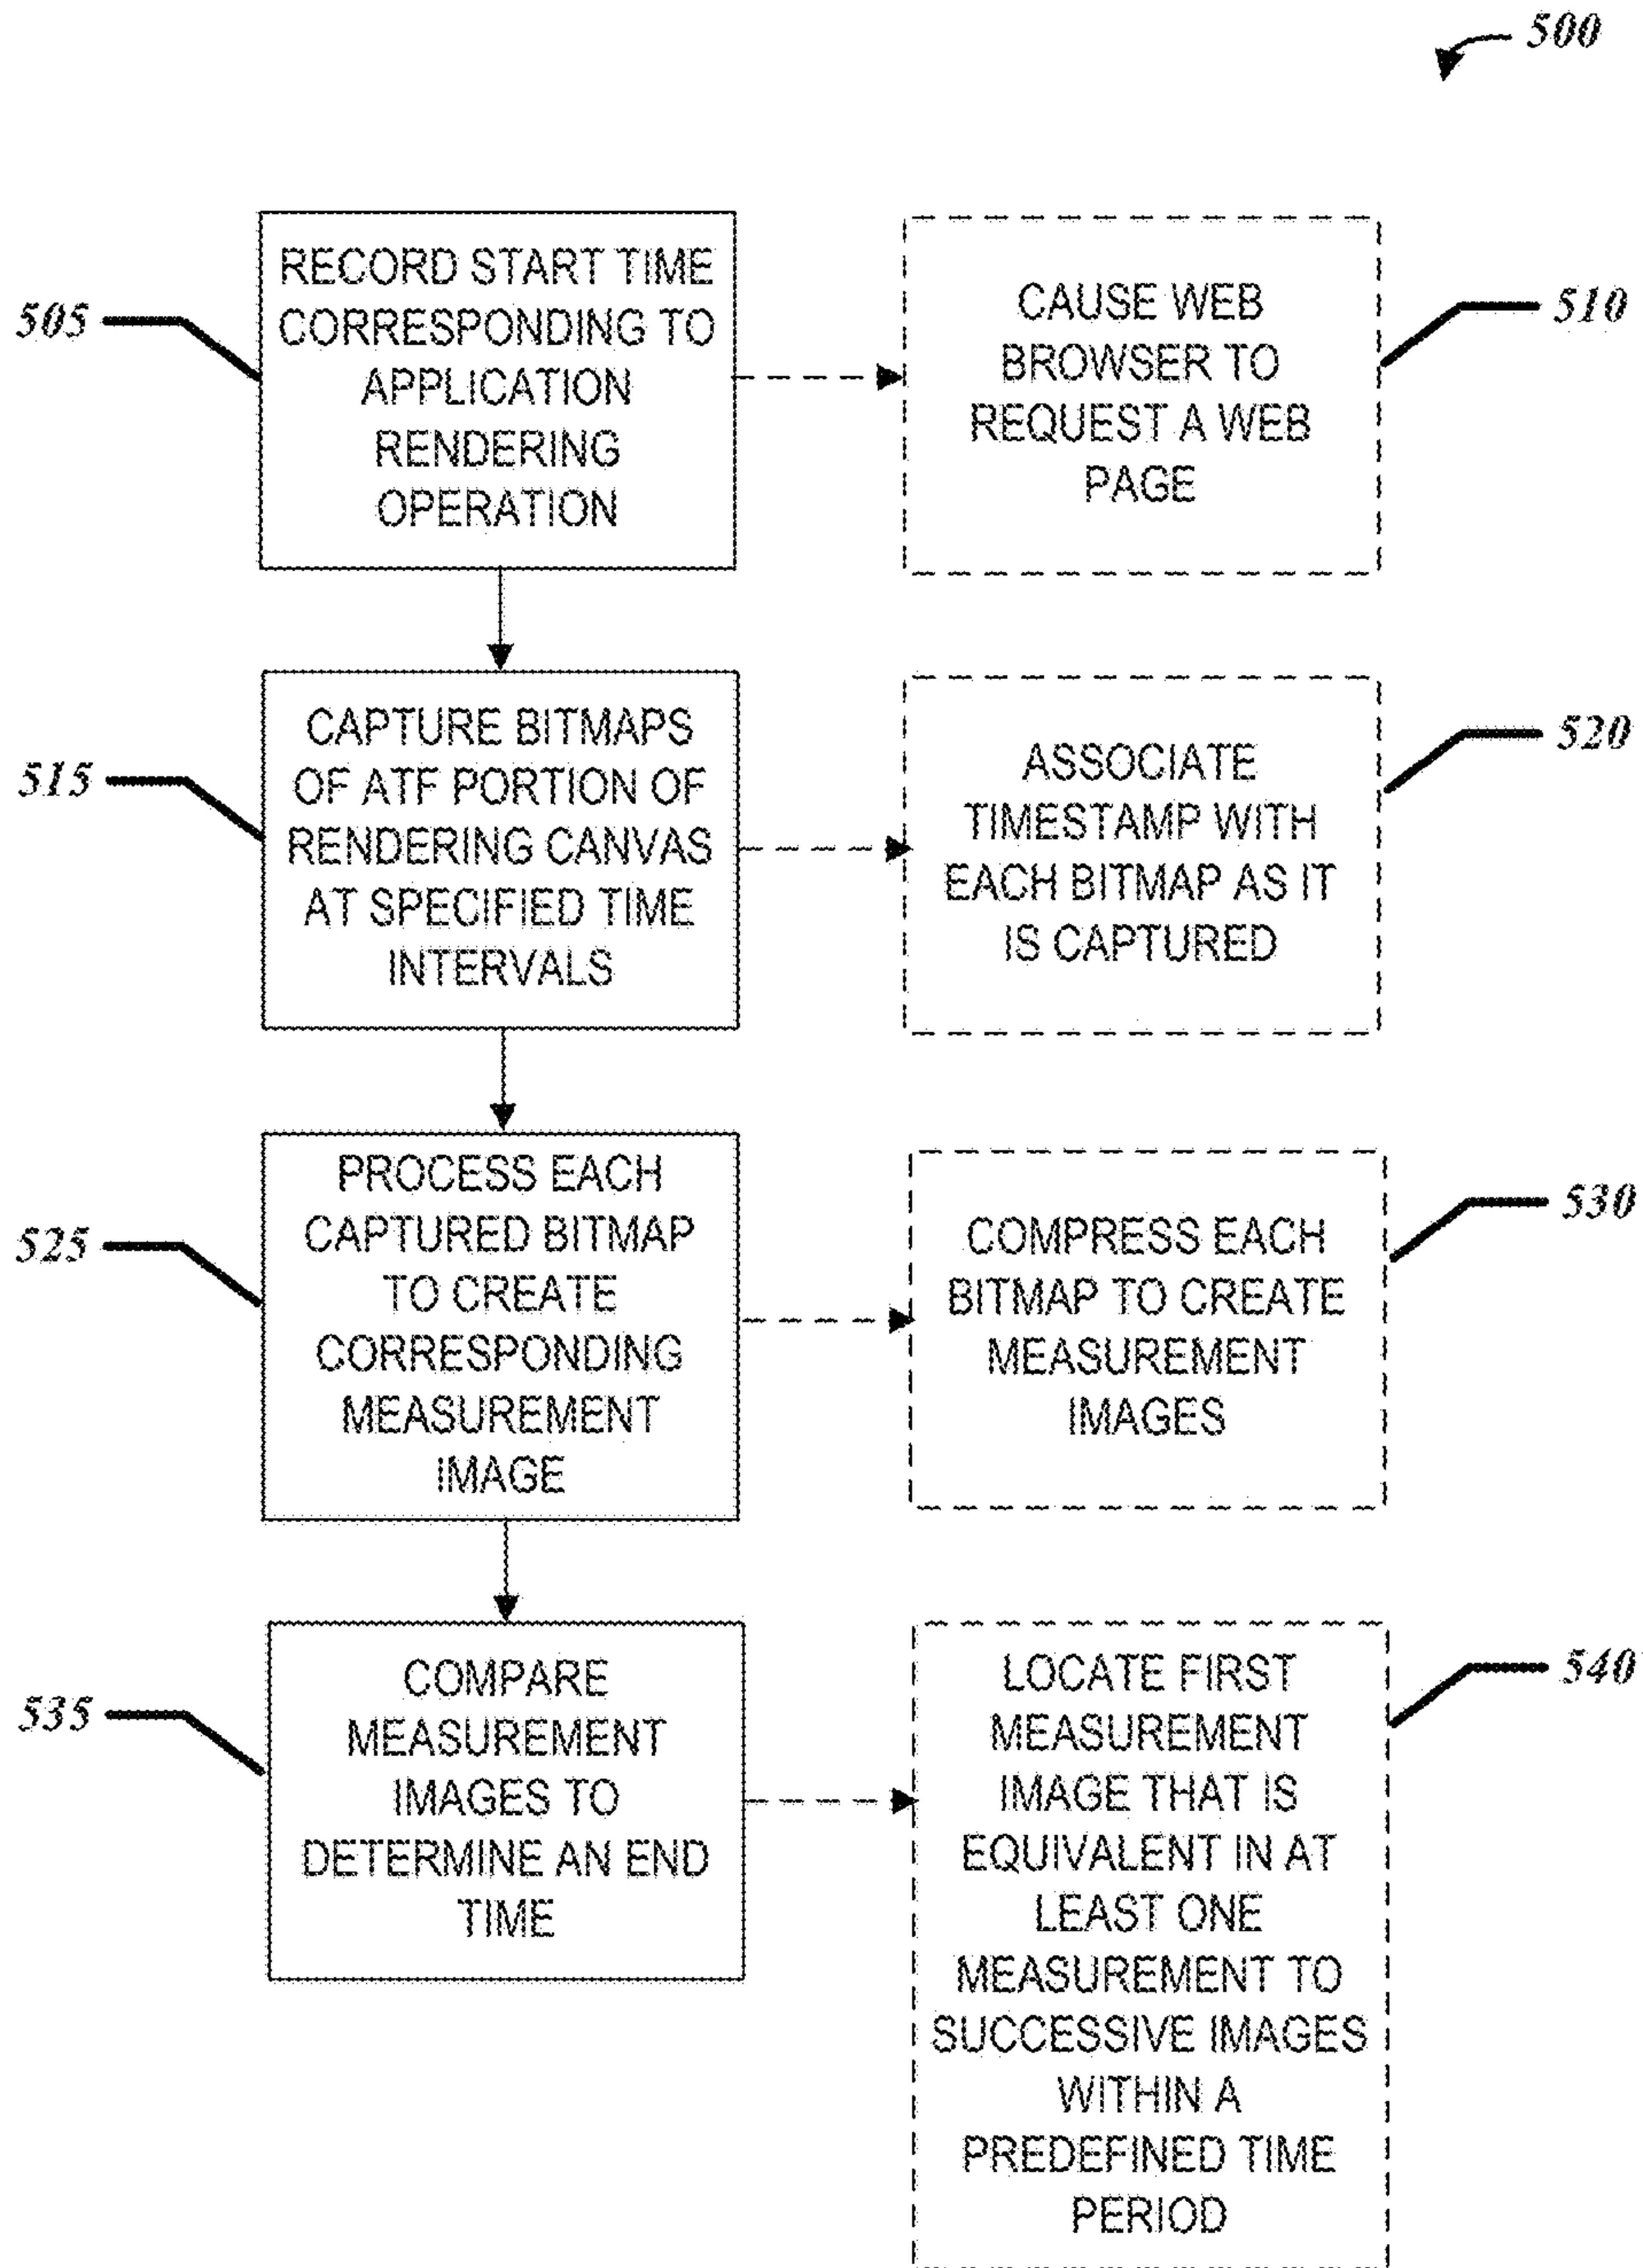 500
505
RECORD START TIME
CORRESPONDING TO
APPLICATION
RENDERING
OPERATION
CAUSE WEB
BROWSER TO
REQUEST A WEB
PAGE
510
515
CAPTURE BITMAPS
OF ATF PORTION OF
RENDERING CANVAS
AT SPECIFIED TIME
INTERVALS
ASSOCIATE
TIMESTAMP WITH
EACH BITMAP AS IT
IS CAPTURED
520
525
PROCESS EACH
CAPTURED BITMAP
TO CREATE
CORRESPONDING
MEASUREMENT
IMAGE
COMPRESS EACH
BITMAP TO CREATE
MEASUREMENT
IMAGES
530
535
COMPARE
MEASUREMENT
IMAGES TO
DETERMINE AN END
TIME
LOCATE FIRST
MEASUREMENT
IMAGE THAT IS
EQUIVALENT IN AT
LEAST ONE
MEASUREMENT TO
SUCCESSIVE IMAGES
WITHIN A
PREDEFINED TIME
PERIOD
540